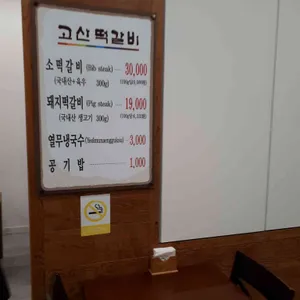 고산떡갈비
소떡갈비 (Rib steak) 30,000
(국내산+육우 300g)
돼지떡갈비 (Pig steak) 19,000
(국내산 생고기 300g)
열무냉국수 3,000
공기밥 1,000